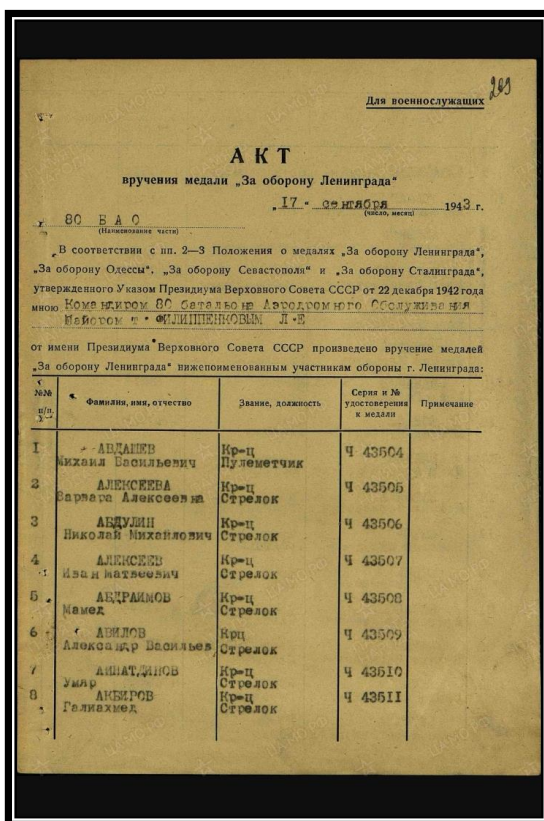 269
Для военнослужащих
АКТ
вручения медали „За оборону Ленинграда“
„ 17 “ сентября 1943 г.
(число, месяц)
80 БАО
(Наименование части)
В соответствии с пп. 2—3 Положения о медалях „За оборону Ленинграда“,
„За оборону Одессы“, „За оборону Севастополя“ и „За оборону Сталинграда“,
утвержденного Указом Президиума Верховного Совета СССР от 22 декабря 1942 года
мною Командиром 80 батальона Аэродромного Обслуживания
Майором т. ФИЛИППЕНКОВЫМ Л-Е
от имени Президиума Верховного Совета СССР произведено вручение медалей
„За оборону Ленинграда“ нижепоименованным участникам обороны г. Ленинграда:
№№ п/п. Фамилия, имя, отчество Звание, должность Серия и № удостоверения к медали Примечание
I АВДАШЕВ Кр-ц Ч 43504
Михаил Васильевич Пулеметчик
2 АЛЕКСЕЕВА Кр-ц Ч 43505
Варвара Алексеевна Стрелок
3 АБДУЛИН Кр-ц Ч 43506
Николай Михайлович Стрелок
4 АЛЕКСЕЕВ Кр-ц Ч 43507
Иван Матвеевич Стрелок
5 АБДРАИМОВ Кр-ц Ч 43508
Мамед Стрелок
6 АВИЛОВ Крц Ч 43509
Александр Васильев Стрелок
7 Кр-ц Ч 435I0
Умяр Стрелок
8 АКБИРОВ Кр-ц Ч 435II
Галиахмед Стрелок